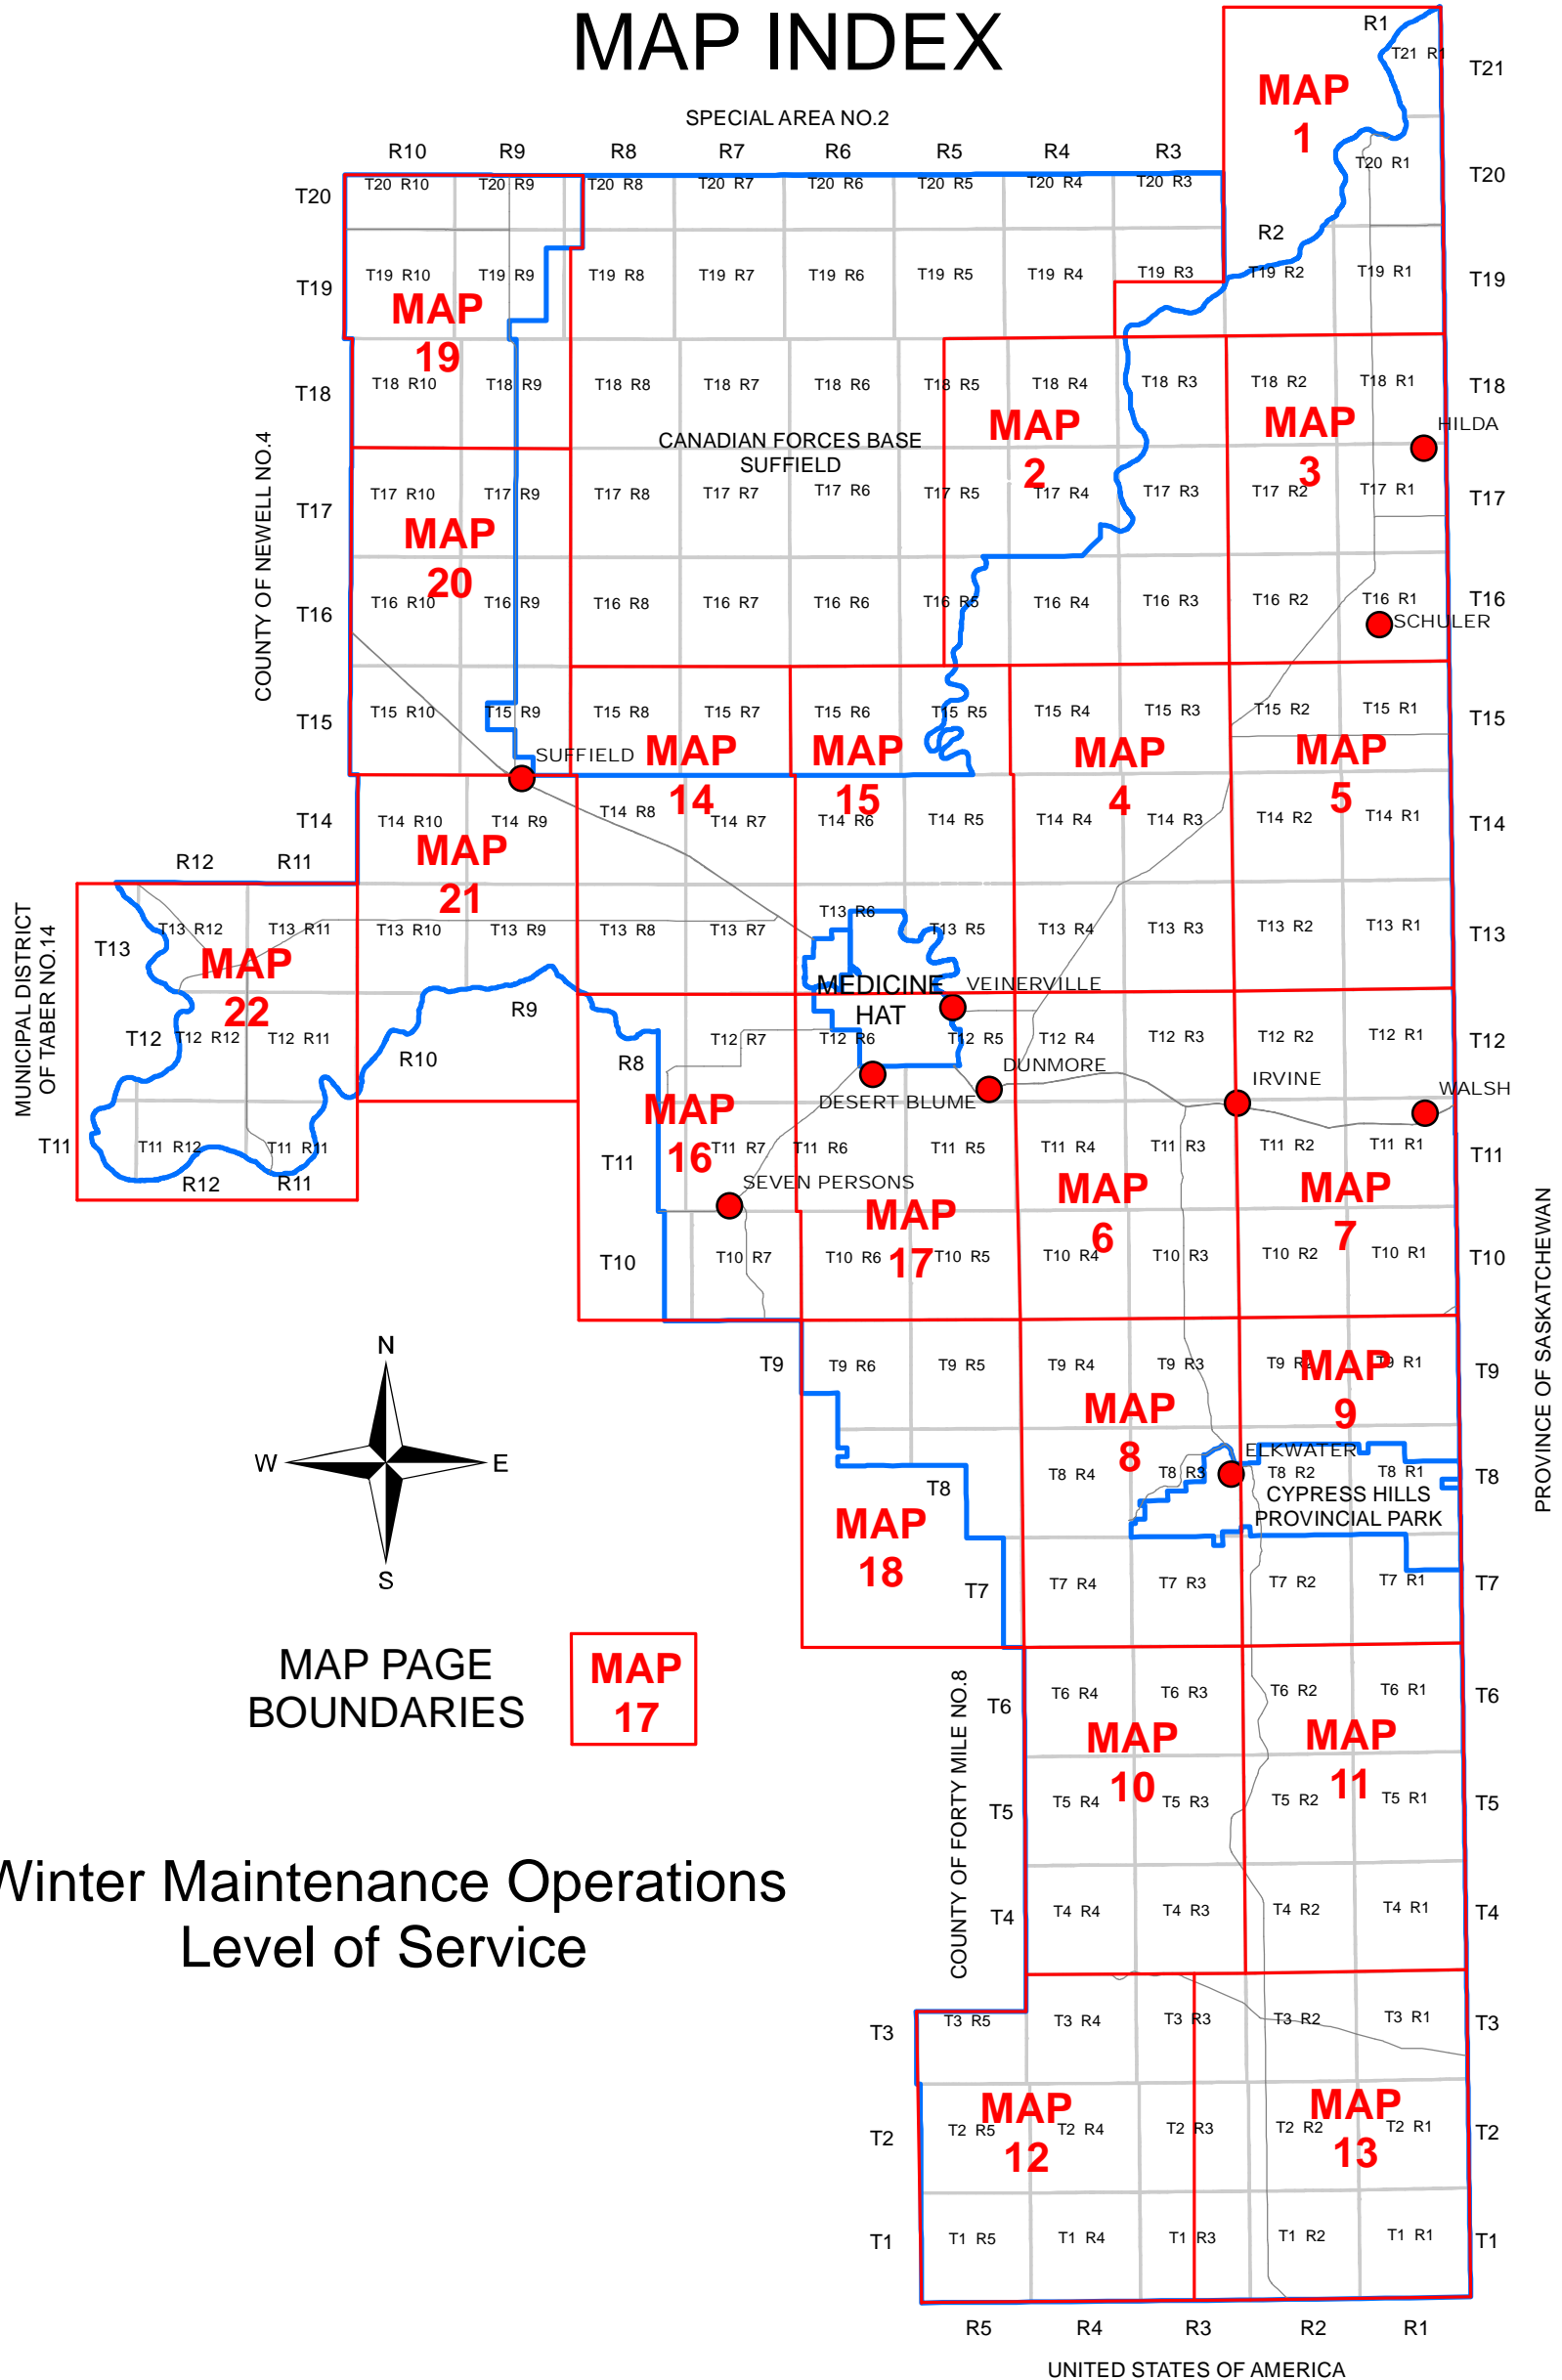 MAP INDEX
SPECIAL AREA NO.2
R1
T21 R1
T21
MAP
1
R10 R9 R8 R7 R6 R5 R4 R3
T20 R1
T20
T20
T20 R10 T20 R9 T20 R8 T20 R7 T20 R6 T20 R5 T20 R4 T20 R3
R2
T19
T19 R10 T19 R9 T19 R8 T19 R7 T19 R6 T19 R5 T19 R4 T19 R3 T19 R2 T19 R1
T19
MAP
19
T18
T18 R10 T18 R9 T18 R8 T18 R7 T18 R6 T18 R5 T18 R4 T18 R3 T18 R2 T18 R1
T18
MAP
2
MAP
3
HILDA
CANADIAN FORCES BASE
SUFFIELD
COUNTY OF NEWELL NO.4
T17
T17 R10 T17 R9 T17 R8 T17 R7 T17 R6 T17 R5 T17 R4 T17 R3 T17 R2 T17 R1
T17
MAP
20
T16
T16 R10 T16 R9 T16 R8 T16 R7 T16 R6 T16 R5 T16 R4 T16 R3 T16 R2 T16 R1
T16
SCHULER
T15
T15 R10 T15 R9 T15 R8 T15 R7 T15 R6 T15 R5 T15 R4 T15 R3 T15 R2 T15 R1
T15
SUFFIELD
MAP
14
MAP
15
MAP
4
MAP
5
T14
T14 R10 T14 R9 T14 R8 T14 R7 T14 R6 T14 R5 T14 R4 T14 R3 T14 R2 T14 R1
T14
MAP
21
R12 R11
MUNICIPAL DISTRICT
OF TABER NO.14
T13
T13 R12 T13 R11 T13 R10 T13 R9 T13 R8 T13 R7 T13 R6 T13 R5 T13 R4 T13 R3 T13 R2 T13 R1
T13
MAP
22
MEDICINE
HAT
VEINERVILLE
R9
T12
T12 R12 T12 R11
R10
R8
T12 R7 T12 R6 T12 R5 T12 R4 T12 R3 T12 R2 T12 R1
T12
DUNMORE
IRVINE
WALSH
DESERT BLUME
MAP
16
T11
T11 R12 T11 R11
R12 R11
T11
T11 R7 T11 R6 T11 R5 T11 R4 T11 R3 T11 R2 T11 R1
T11
SEVEN PERSONS
MAP
17
MAP
6
MAP
7
PROVINCE OF SASKATCHEWAN
T10
T10 R7 T10 R6 T10 R5 T10 R4 T10 R3 T10 R2 T10 R1
T10
N
W
E
S
T9
T9 R6 T9 R5 T9 R4 T9 R3 T9 R2 T9 R1
T9
MAP
8
MAP
9
ELKWATER
T8
T8 R4 T8 R3 T8 R2 T8 R1
T8
CYPRESS HILLS
PROVINCIAL PARK
MAP
18
T7
T7 R4 T7 R3 T7 R2 T7 R1
T7
MAP PAGE
BOUNDARIES
MAP
17
COUNTY OF FORTY MILE NO.8
T6
T6 R4 T6 R3 T6 R2 T6 R1
T6
MAP
10
MAP
11
T5
T5 R4 T5 R3 T5 R2 T5 R1
T5
Winter Maintenance Operations
Level of Service
T4
T4 R4 T4 R3 T4 R2 T4 R1
T4
T3
T3 R5 T3 R4 T3 R3 T3 R2 T3 R1
T3
MAP
12
MAP
13
T2
T2 R5 T2 R4 T2 R3 T2 R2 T2 R1
T2
T1
T1 R5 T1 R4 T1 R3 T1 R2 T1 R1
T1
R5 R4 R3 R2 R1
UNITED STATES OF AMERICA